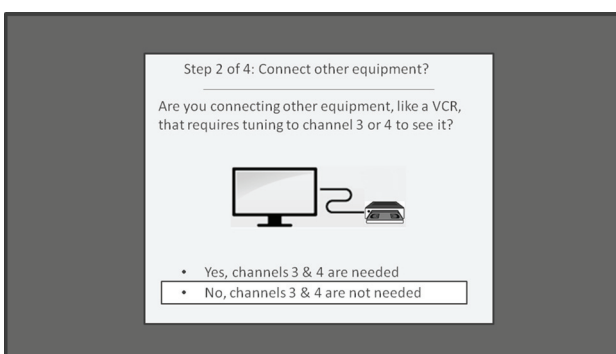 Step 2 of 4: Connect other equipment?
Are you connecting other equipment, like a VCR,
that requires tuning to channel 3 or 4 to see it?
• Yes, channels 3 & 4 are needed
• No, channels 3 & 4 are not needed